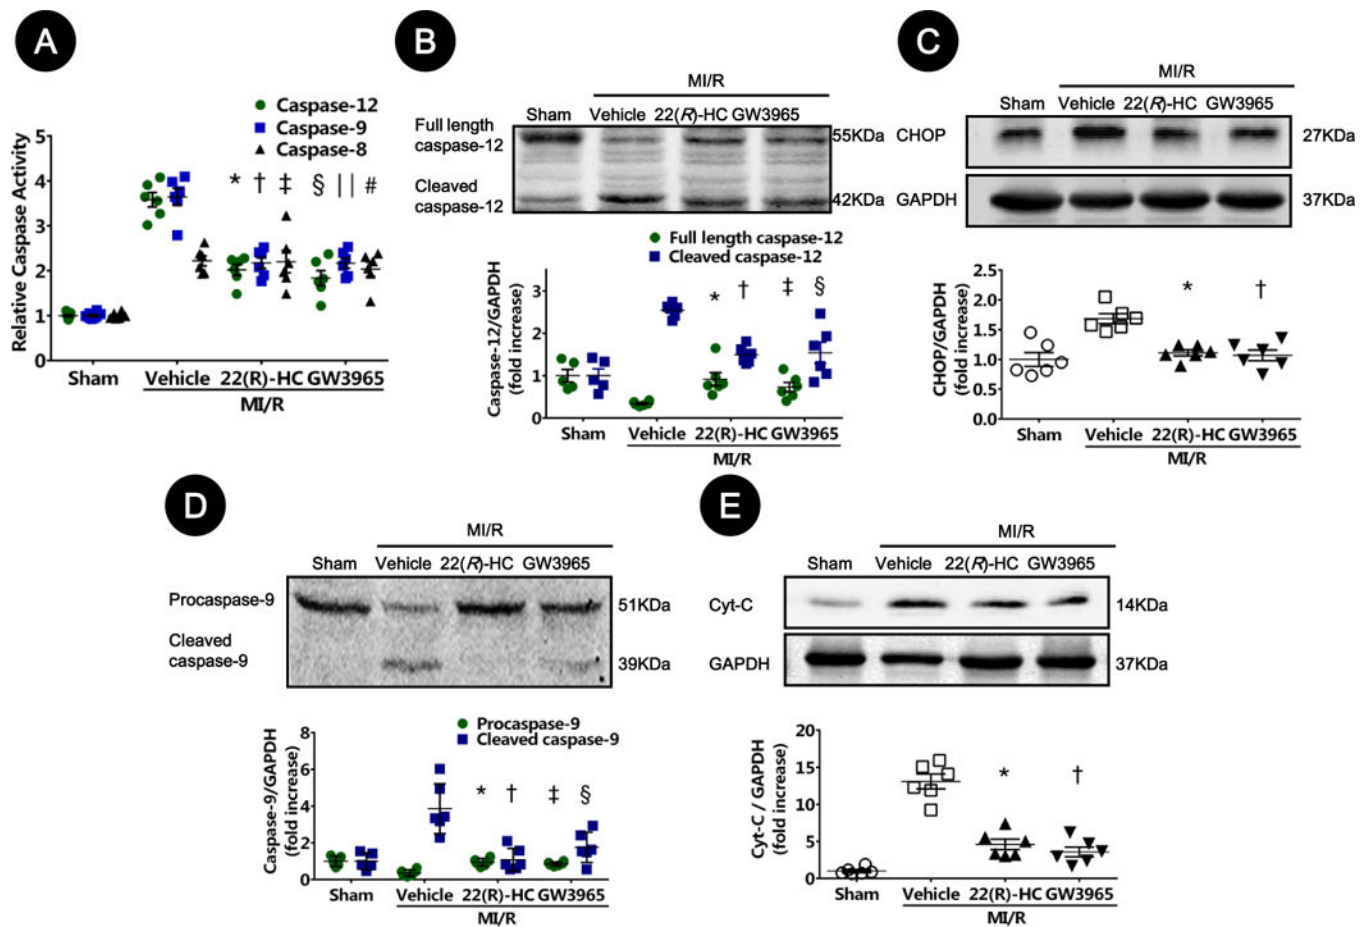 A
Caspase-12
Caspase-9
Caspase-8
Relative Caspase Activity
5
4
3
2
1
0
* † ‡ § || #
Sham Vehicle 22(R)-HC GW3965
MI/R
B
MI/R
Sham Vehicle 22(R)-HC GW3965
Full length
caspase-12
55KDa
Cleaved
caspase-12
42KDa
Full length caspase-12
Cleaved caspase-12
Caspase-12/GAPDH
(fold increase)
3
2
1
0
* † ‡ §
Sham Vehicle 22(R)-HC GW3965
MI/R
C
MI/R
Sham Vehicle 22(R)-HC GW3965
CHOP 27KDa
GAPDH 37KDa
CHOP/GAPDH
(fold increase)
2.5
2.0
1.5
1.0
0.5
0.0
* †
Sham Vehicle 22(R)-HC GW3965
MI/R
D
MI/R
Sham Vehicle 22(R)-HC GW3965
Procaspase-9 51KDa
Cleaved
caspase-9 39KDa
Procaspase-9
Cleaved caspase-9
Caspase-9/GAPDH
(fold increase)
8
6
4
2
0
* † ‡ §
Sham Vehicle 22(R)-HC GW3965
MI/R
E
MI/R
Sham Vehicle 22(R)-HC GW3965
Cyt-C 14KDa
GAPDH 37KDa
Cyt-C / GAPDH
(fold increase)
20
15
10
5
0
* †
Sham Vehicle 22(R)-HC GW3965
MI/R